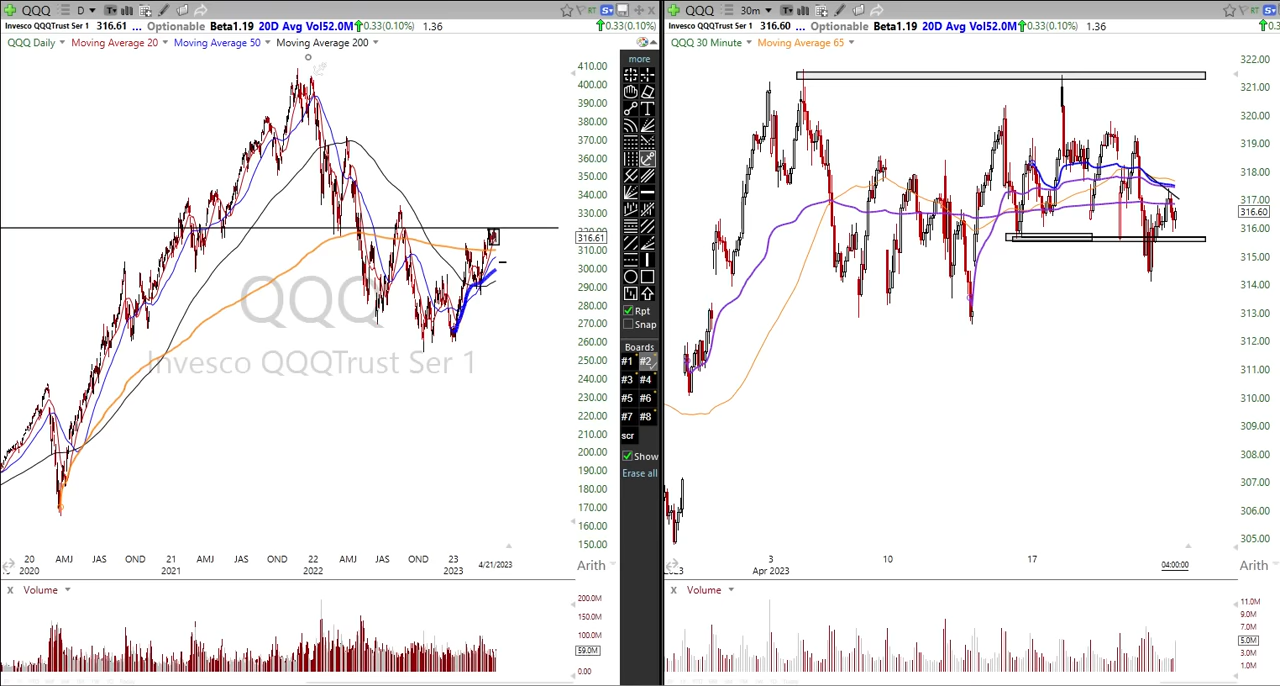 QQQ D
Invesco QQQTrust Ser 1 316.61 ... Optionable Beta1.19 20D Avg Vol52.0M 0.33(0.10%) 1.36 0.33(0.10%)
QQQ Daily Moving Average 20 Moving Average 50 Moving Average 200
RT
S
410.00
400.00
380.00
370.00
360.00
350.00
340.00
330.00
316.61
310.00
300.00
290.00
280.00
270.00
260.00
250.00
240.00
230.00
220.00
210.00
200.00
190.00
180.00
170.00
160.00
150.00
QQQ
Invesco QQQTrust Ser 1
20 AMJ JAS OND 21 AMJ JAS OND 22 AMJ JAS OND 23 4/21/2023
2020 2021 2022 2023
Arith
X Volume
200.0M
150.0M
100.0M
59.0M
0.00
more
T
Rpt
Snap
Boards
#1 #2
#3 #4
#5 #6
#7 #8
scr
Show
Erase all
QQQ 30m
RT
S
Invesco QQQTrust Ser 1 316.60 ... Optionable Beta1.19 20D Avg Vol52.0M 0.33(0.10%) 1.36
QQQ 30 Minute Moving Average 65
322.00
321.00
320.00
319.00
318.00
317.00
316.60
316.00
315.00
314.00
313.00
312.00
311.00
310.00
309.00
308.00
307.00
306.00
305.00
3 10 17 04:00:00
2023 Apr 2023
Arith
X Volume
11.0M
9.0M
7.0M
5.0M
3.0M
1.0M